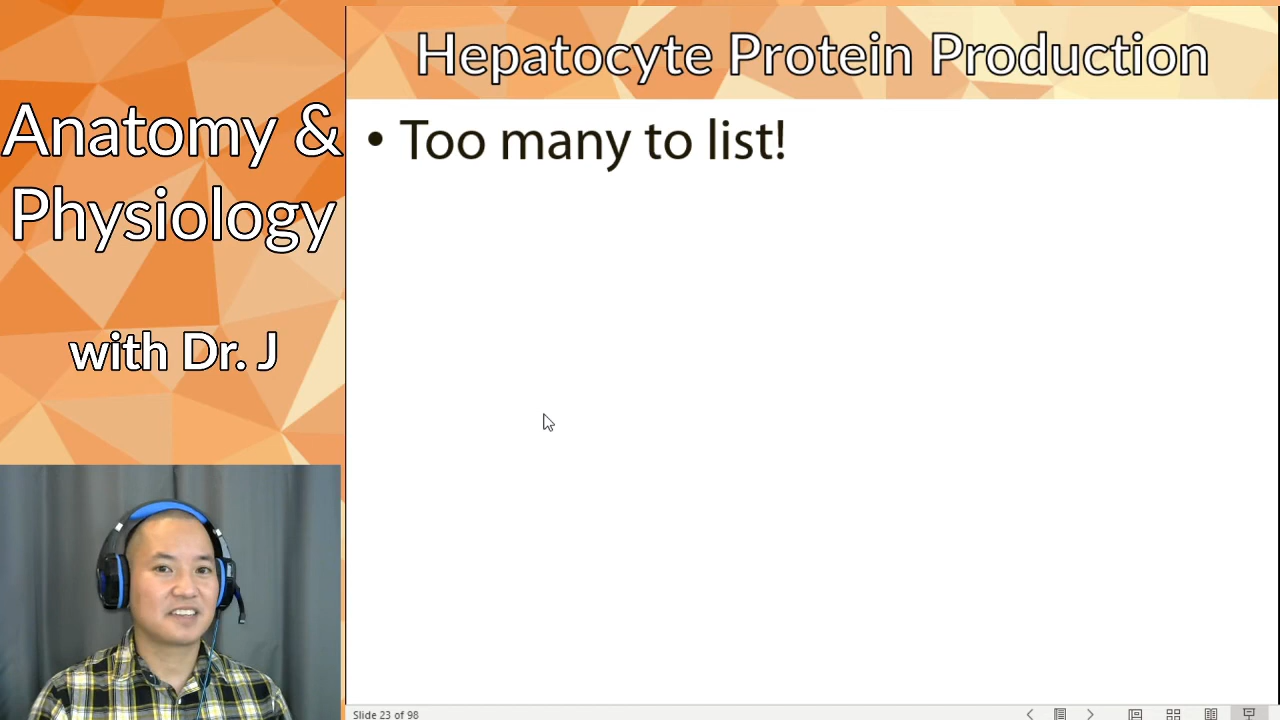 Anatomy &
Physiology
with Dr. J
Hepatocyte Protein Production
• Too many to list!
Slide 23 of 98